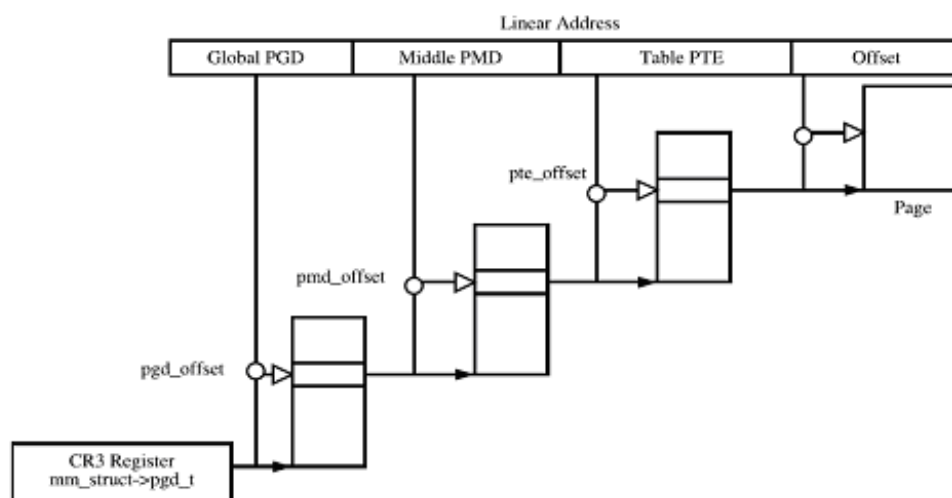 Linear Address
Global PGD Middle PMD Table PTE Offset
pte_offset
Page
pmd_offset
pgd_offset
CR3 Register
mm_struct->pgd_t